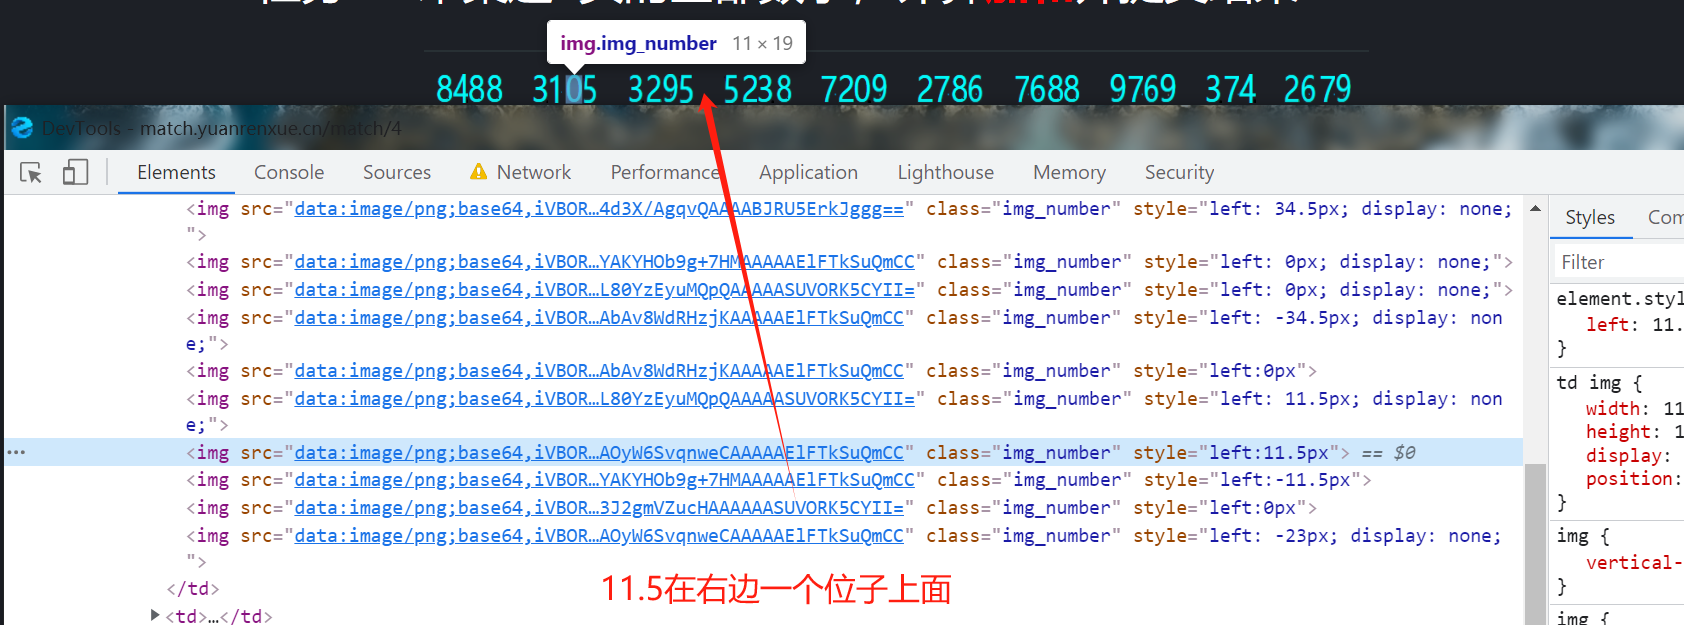 img.img_number 11 × 19
8488 3105 3295 5238 7209 2786 7688 9769 374 2679
DevTools - match.yuanrenxue.cn/match/4
Elements Console Sources Network Performance Application Lighthouse Memory Security
<img src="data:image/png;base64,iVBOR…4d3X/AgqvQAAAABJRU5ErkJggg==" class="img_number" style="left: 34.5px; display: none;
">
<img src="data:image/png;base64,iVBOR…YAKYHOb9g+7HMAAAAAElFTkSuQmCC" class="img_number" style="left: 0px; display: none;">
<img src="data:image/png;base64,iVBOR…L80YzEyuMQpQAAAAASUVORK5CYII=" class="img_number" style="left: 0px; display: none;">
<img src="data:image/png;base64,iVBOR…AbAv8WdRHzjKAAAAAElFTkSuQmCC" class="img_number" style="left: -34.5px; display: non
e;">
<img src="data:image/png;base64,iVBOR…AbAv8WdRHzjKAAAAAElFTkSuQmCC" class="img_number" style="left:0px">
<img src="data:image/png;base64,iVBOR…L80YzEyuMQpQAAAAASUVORK5CYII=" class="img_number" style="left: 11.5px; display: non
e;">
<img src="data:image/png;base64,iVBOR…AOyW6SvqnweCAAAAAElFTkSuQmCC" class="img_number" style="left:11.5px"> == $0
<img src="data:image/png;base64,iVBOR…YAKYHOb9g+7HMAAAAAElFTkSuQmCC" class="img_number" style="left:-11.5px">
<img src="data:image/png;base64,iVBOR…3J2gmVZucHAAAAAASUVORK5CYII=" class="img_number" style="left:0px">
<img src="data:image/png;base64,iVBOR…AOyW6SvqnweCAAAAAElFTkSuQmCC" class="img_number" style="left: -23px; display: none;
">
</td>
<td>…</td>
11.5在右边一个位子上面
Styles Com
Filter
element.styl
left: 11.
}
td img {
width: 11
height: 1
display:
position:
}
img {
vertical-
}
img {